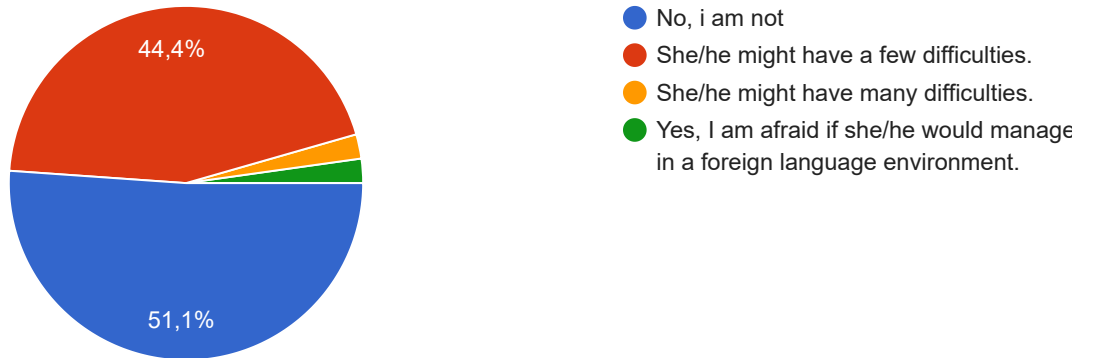 44,4%
51,1%
No, i am not
She/he might have a few difficulties.
She/he might have many difficulties.
Yes, I am afraid if she/he would manage
in a foreign language environment.